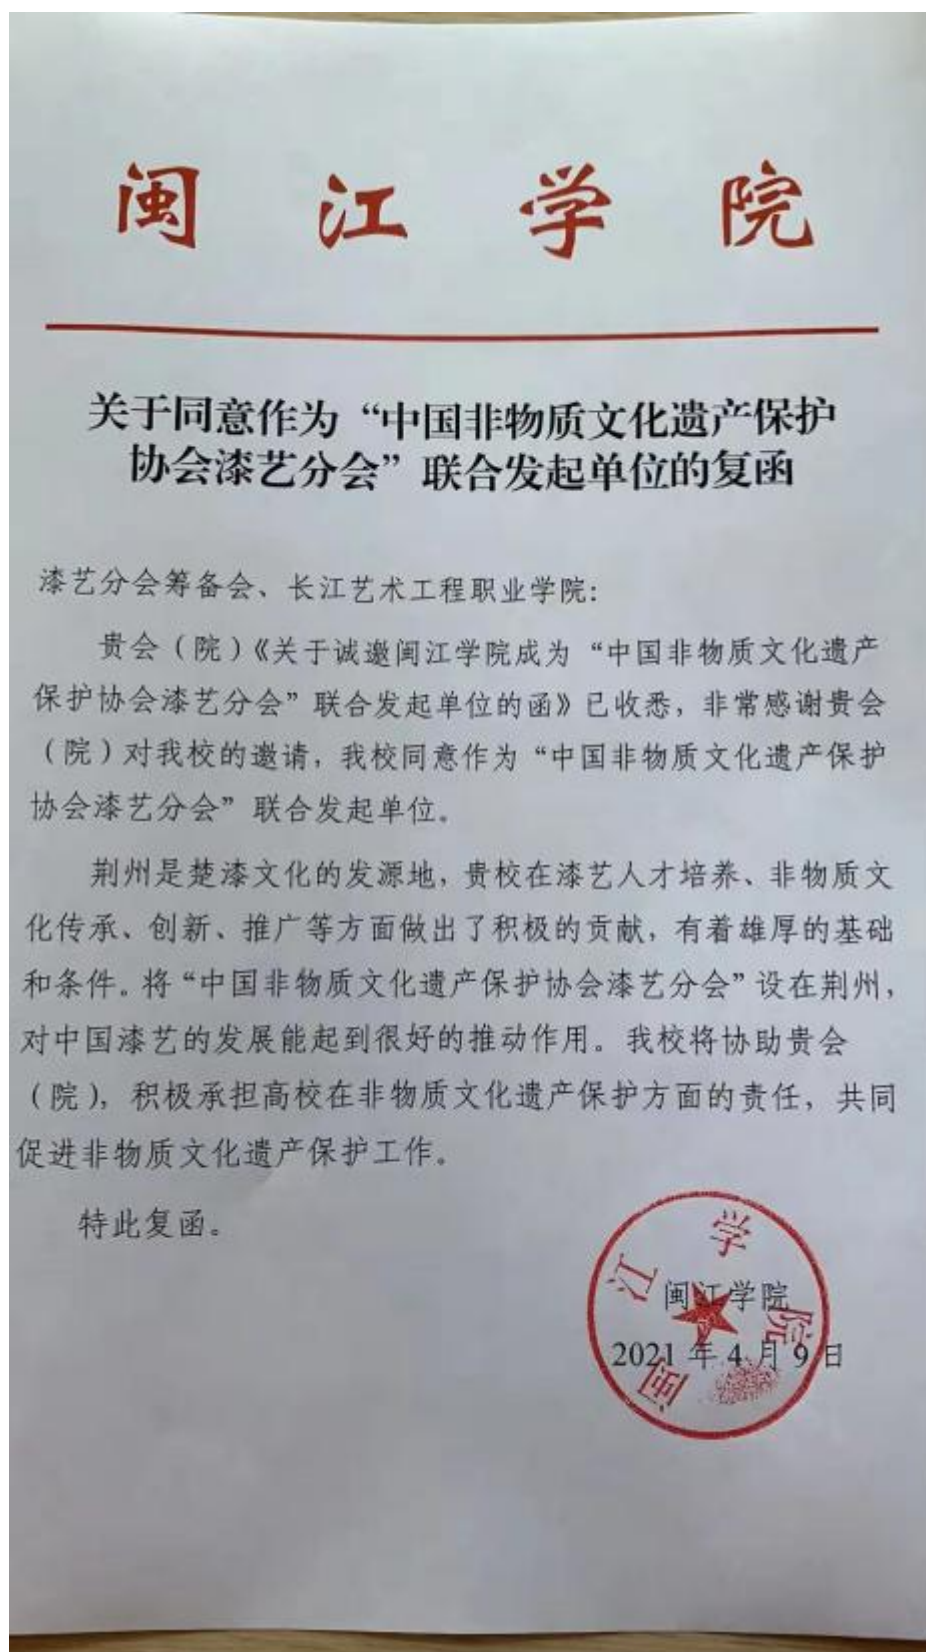 闽江学院
关于同意作为“中国非物质文化遗产保护
协会漆艺分会”联合发起单位的复函
漆艺分会筹备会、长江艺术工程职业学院:
贵会(院)《关于诚邀闽江学院成为“中国非物质文化遗产
保护协会漆艺分会”联合发起单位的函》已收悉,非常感谢贵会
(院)对我校的邀请,我校同意作为“中国非物质文化遗产保护
协会漆艺分会”联合发起单位。
荆州是楚漆文化的发源地,贵校在漆艺人才培养、非物质文
化传承、创新、推广等方面做出了积极的贡献,有着雄厚的基础
和条件。将“中国非物质文化遗产保护协会漆艺分会”设在荆州,
对中国漆艺的发展能起到很好的推动作用。我校将协助贵会
(院),积极承担高校在非物质文化遗产保护方面的责任,共同
促进非物质文化遗产保护工作。
特此复函。
闽江学院
2021年4月9日
闽江学院